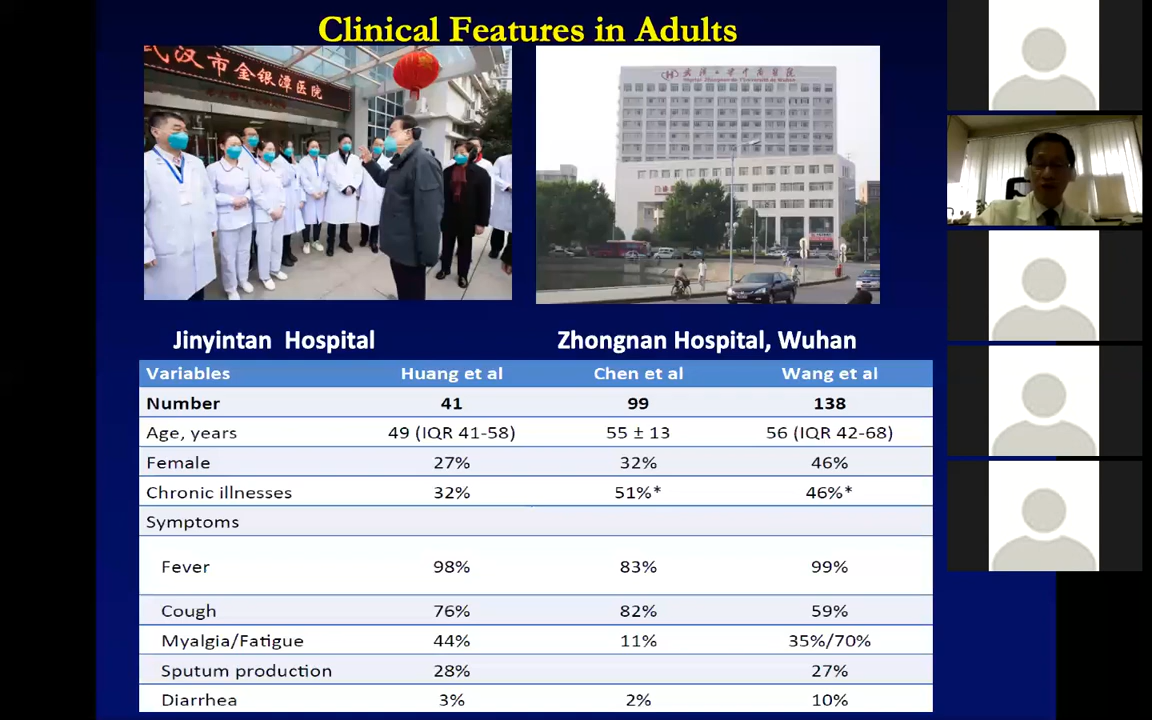 Clinical Features in Adults
武汉市金银潭医院
Jinyintan Hospital
Zhongnan Hospital, Wuhan
Variables Huang et al Chen et al Wang et al
Number 41 99 138
Age, years 49 (IQR 41-58) 55 ± 13 56 (IQR 42-68)
Female 27% 32% 46%
Chronic illnesses 32% 51%* 46%*
Symptoms
Fever 98% 83% 99%
Cough 76% 82% 59%
Myalgia/Fatigue 44% 11% 35%/70%
Sputum production 28% 27%
Diarrhea 3% 2% 10%